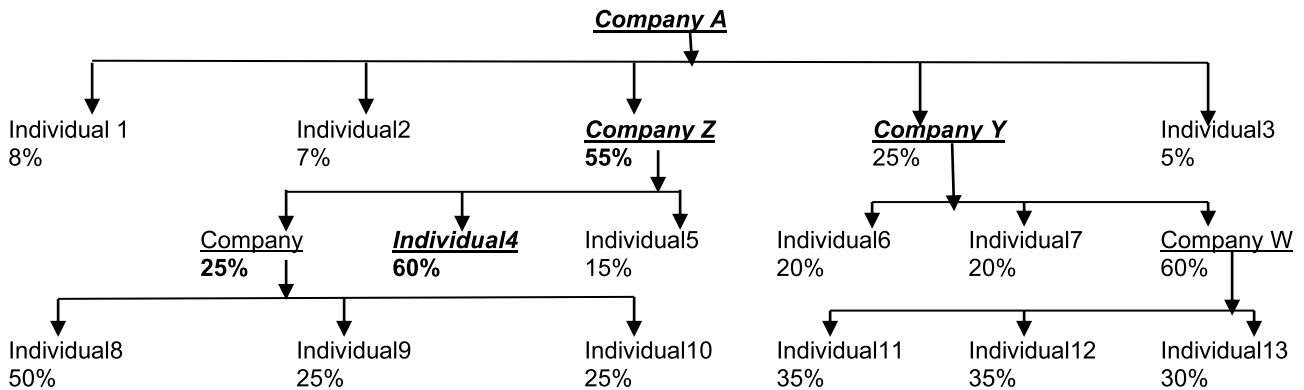 Company A
Individual 1
8%
Individual2
7%
Company Z
55%
Company Y
25%
Individual3
5%
Company
25%
Individual4
60%
Individual5
15%
Individual6
20%
Individual7
20%
Company W
60%
Individual8
50%
Individual9
25%
Individual10
25%
Individual11
35%
Individual12
35%
Individual13
30%